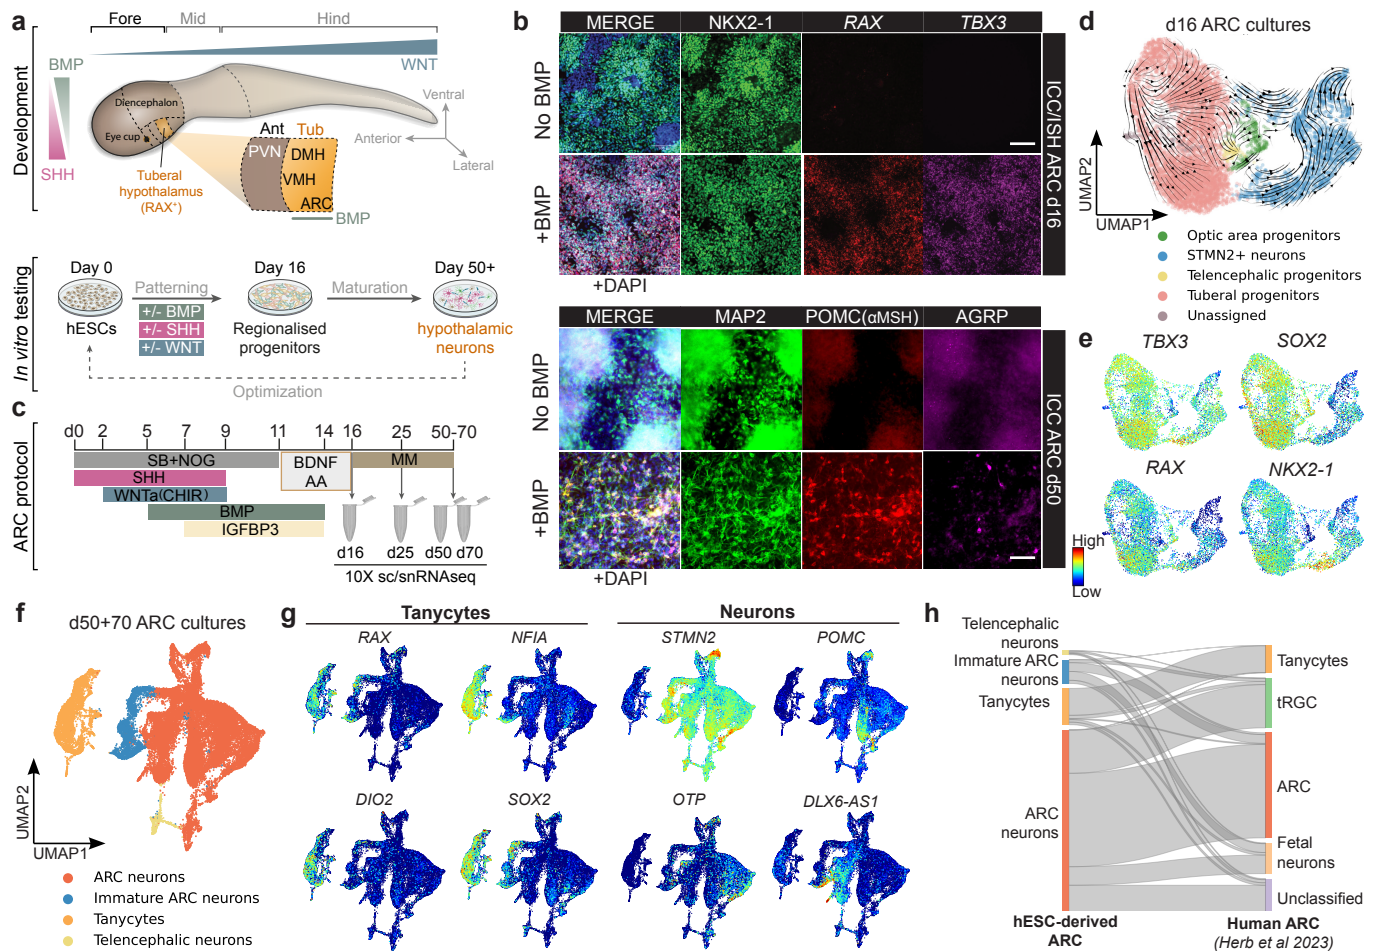 a
Fore
Mid
Hind
Development
BMP
SHH
WNT
Diencephalon
Eye cup
Tuberal
hypothalamus
(RAX⁺)
Ant
Tub
PVN
DMH
VMH
ARC
BMP
Ventral
Anterior
Lateral
In vitro testing
Day 0
Day 16
Day 50+
Patterning
Maturation
+/- BMP
+/- SHH
+/- WNT
hESCs
Regionalised
progenitors
hypothalamic
neurons
Optimization
c
ARC protocol
d0 2 5 7 9 11 14 16 25 50-70
SB+NOG
BDNF
AA
MM
SHH
WNTa(CHIR)
BMP
IGFBP3
d16 d25 d50 d70
10X sc/snRNAseq
b
MERGE NKX2-1 RAX TBX3
No BMP
+BMP
ICC/ISH ARC d16
+DAPI
MERGE MAP2 POMC(αMSH) AGRP
No BMP
+BMP
ICC ARC d50
+DAPI
d
d16 ARC cultures
UMAP2
UMAP1
Optic area progenitors
STMN2+ neurons
Telencephalic progenitors
Tuberal progenitors
Unassigned
e
TBX3 SOX2
RAX NKX2-1
High
Low
f
d50+70 ARC cultures
UMAP2
UMAP1
ARC neurons
Immature ARC neurons
Tanycytes
Telencephalic neurons
g
Tanycytes Neurons
RAX NFIA STMN2 POMC
DIO2 SOX2 OTP DLX6-AS1
h
Telencephalic
neurons
Immature ARC
neurons
Tanycytes
ARC
neurons
Tanycytes
tRGC
ARC
Fetal
neurons
Unclassified
hESC-derived
ARC
Human ARC
(Herb et al 2023)